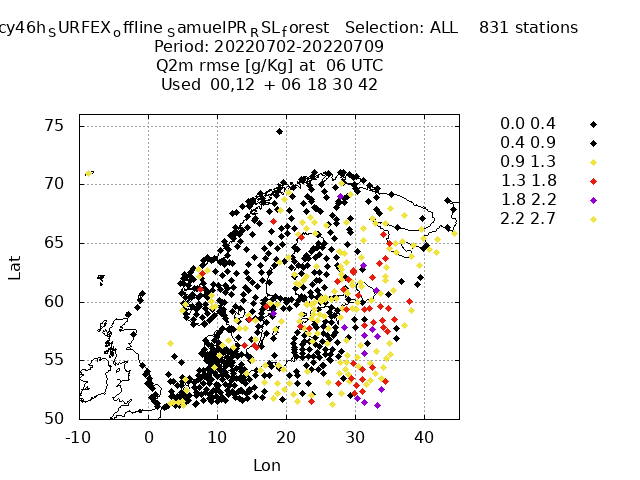 cy46h_SURFEX_offline_SamuelPR_RSL_forest Selection: ALL 831 stations
Period: 20220702-20220709
Q2m rmse [g/Kg] at 06 UTC
Used 00,12 + 06 18 30 42
75
70
65
60
55
50
Lat
-10 0 10 20 30 40
Lon
0.0 0.4
0.4 0.9
0.9 1.3
1.3 1.8
1.8 2.2
2.2 2.7